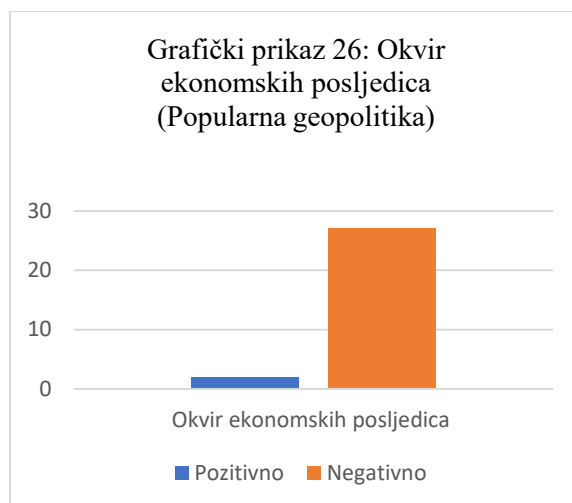 Grafički prikaz 26: Okvir
ekonomskih posljedica
(Popularna geopolitika)
30
20
10
0
Okvir ekonomskih posljedica
Pozitivno Negativno